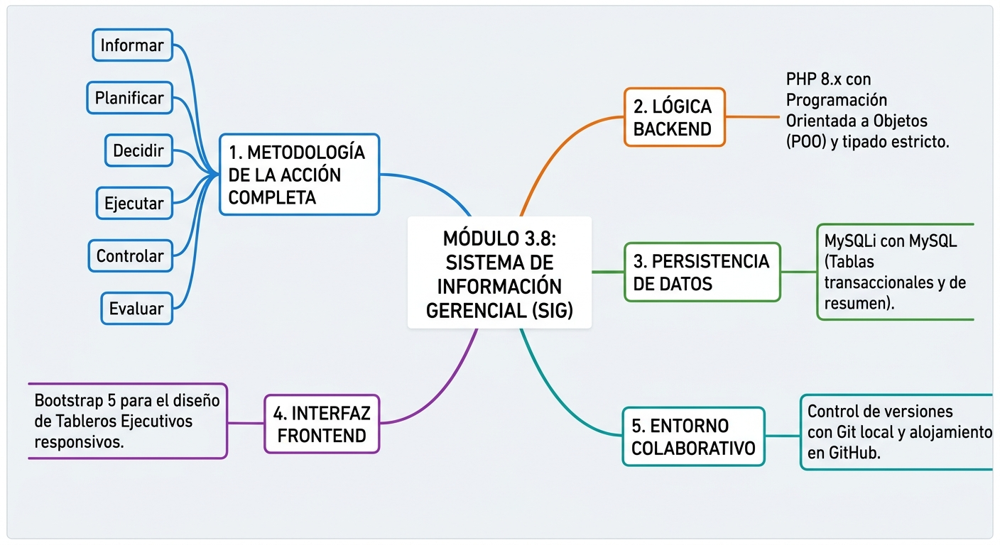 MÓDULO 3.8:
SISTEMA DE
INFORMACIÓN
GERENCIAL (SIG)
1. METODOLOGÍA
DE LA ACCIÓN
COMPLETA
Informar
Planificar
Decidir
Ejecutar
Controlar
Evaluar
2. LÓGICA
BACKEND
PHP 8.x con
Programación
Orientada a Objetos
(POO) y tipado estricto.
3. PERSISTENCIA
DE DATOS
MySQLi con MySQL
(Tablas
transaccionales y de
resumen).
4. INTERFAZ
FRONTEND
Bootstrap 5 para el diseño
de Tableros Ejecutivos
responsivos.
5. ENTORNO
COLABORATIVO
Control de versiones
con Git local y alojamiento
en GitHub.